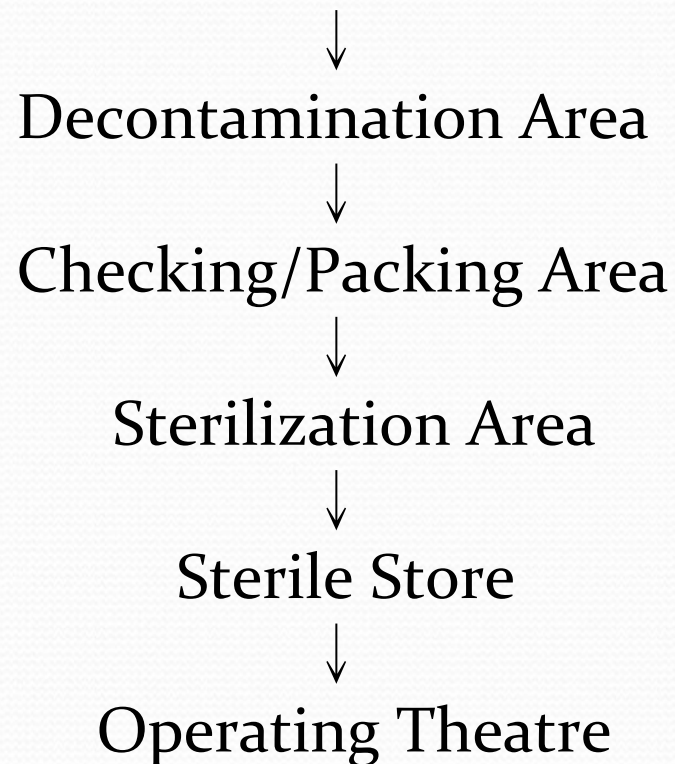 ↓
Decontamination Area
↓
Checking/Packing Area
↓
Sterilization Area
↓
Sterile Store
↓
Operating Theatre